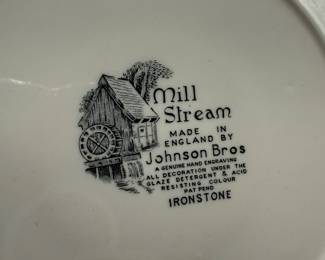 Mill
Stream
MADE IN
ENGLAND BY
Johnson Bros
A GENUINE HAND ENGRAVING
ALL DECORATION UNDER THE
GLAZE DETERGENT & ACID
RESISTING COLOUR
PAT PEND
IRONSTONE